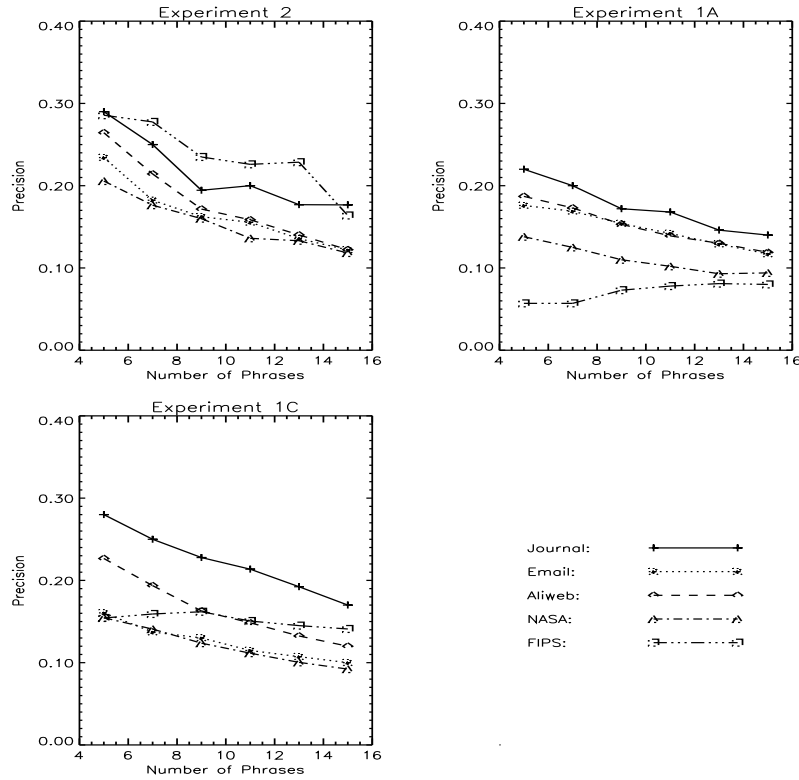 Experiment 2
0.40
0.30
0.20
0.10
0.00
Precision
4 6 8 10 12 14 16
Number of Phrases
Experiment 1A
0.40
0.30
0.20
0.10
0.00
Precision
4 6 8 10 12 14 16
Number of Phrases
Experiment 1C
0.40
0.30
0.20
0.10
0.00
Precision
4 6 8 10 12 14 16
Number of Phrases
Journal:
Email:
Aliweb:
NASA:
FIPS: